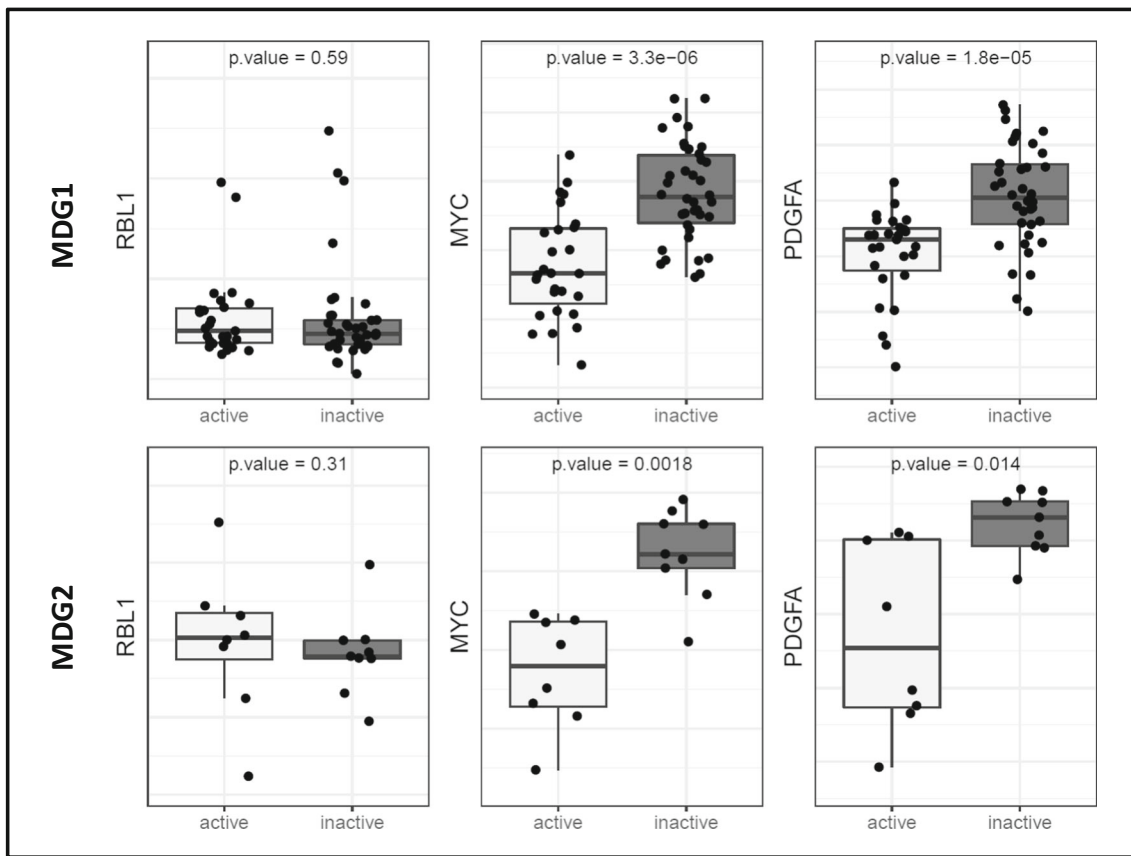 MDG1
RBL1
p.value = 0.59
active inactive
MYC
p.value = 3.3e−06
active inactive
PDGFA
p.value = 1.8e−05
active inactive
MDG2
RBL1
p.value = 0.31
active inactive
MYC
p.value = 0.0018
active inactive
PDGFA
p.value = 0.014
active inactive